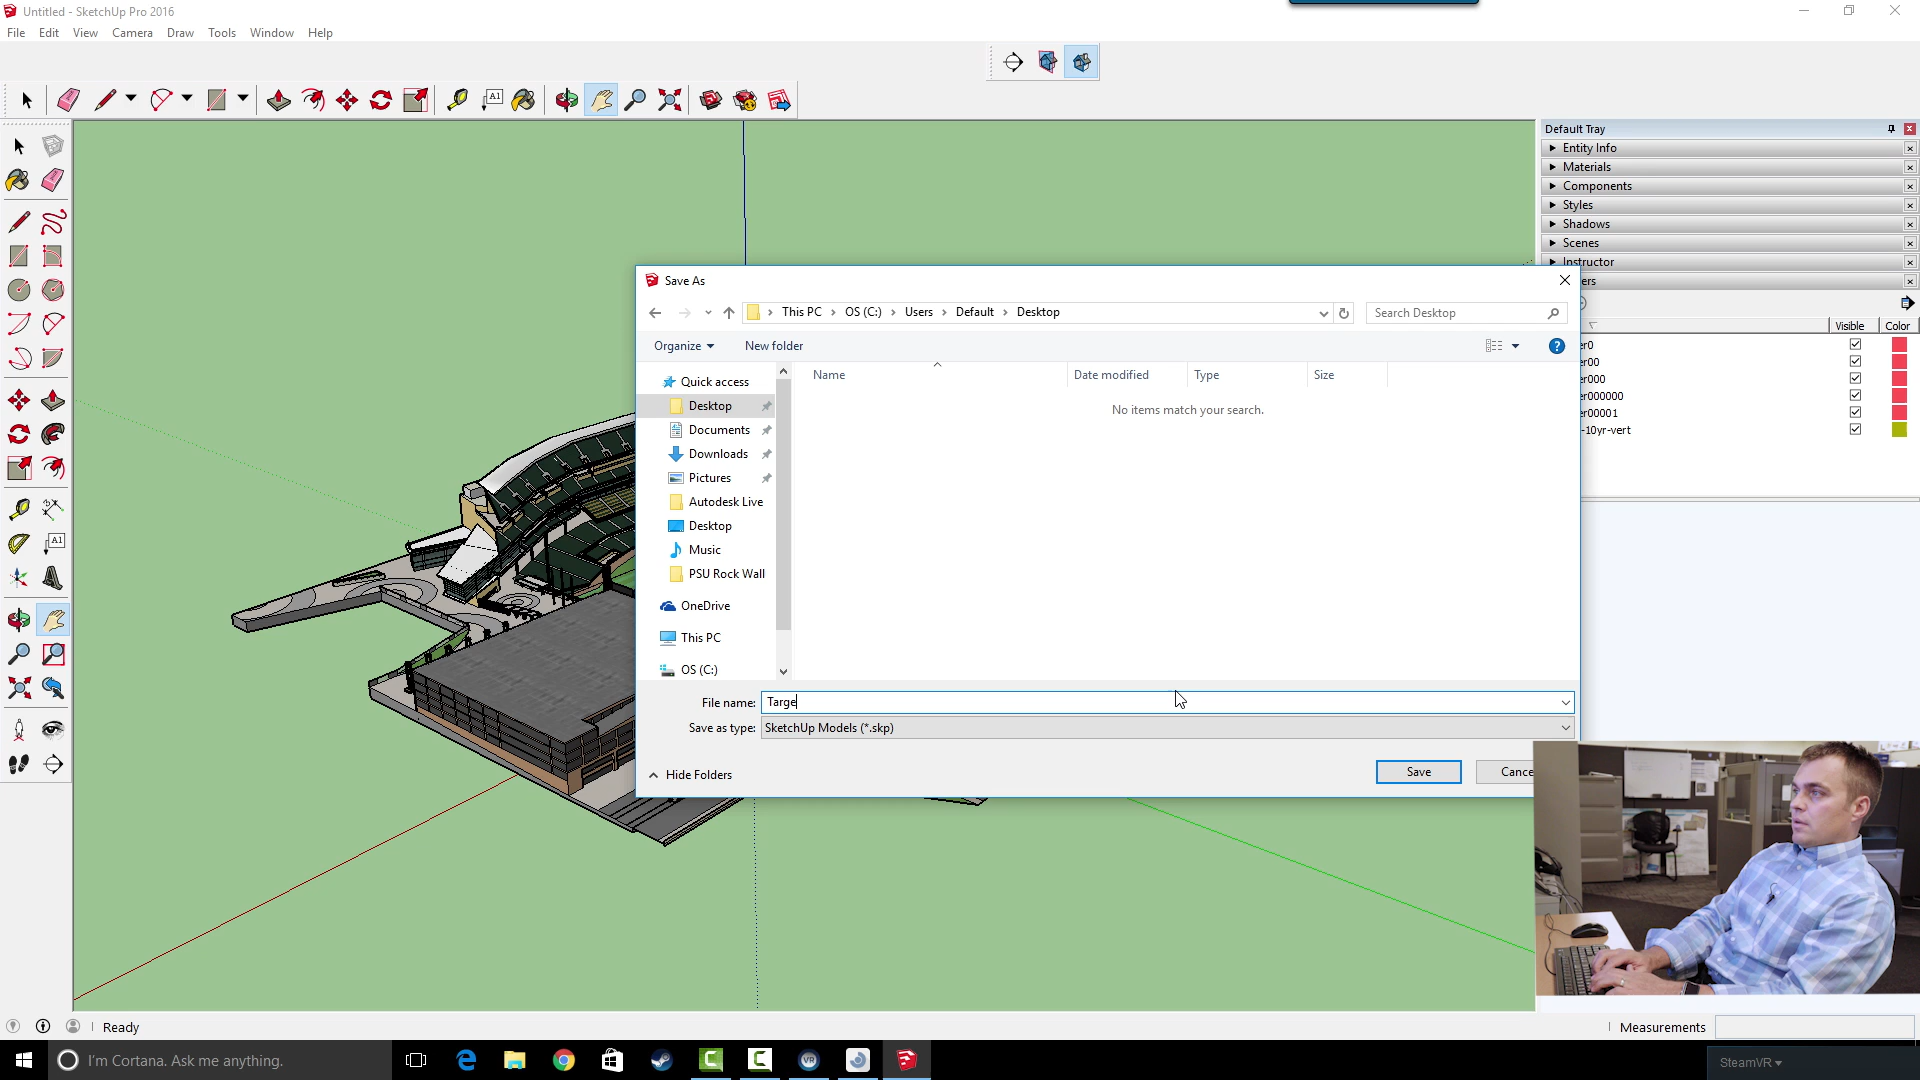 Untitled - SketchUp Pro 2016
File Edit View Camera Draw Tools Window Help
A1
Default Tray
Entity Info
Materials
Components
Styles
Shadows
Scenes
Instructor
ers
Visible Color
er0
er00
er000
er000000
er00001
-10yr-vert
A1
Save As
This PC > OS (C:) > Users > Default > Desktop
Search Desktop
Organize New folder
?
Name Date modified Type Size
No items match your search.
Quick access
Desktop
Documents
Downloads
Pictures
Autodesk Live
Desktop
Music
PSU Rock Wall
OneDrive
This PC
OS (C:)
File name: Targe
Save as type: SketchUp Models (*.skp)
Hide Folders
Save Cance
Ready
Measurements
I'm Cortana. Ask me anything.
VR
SteamVR